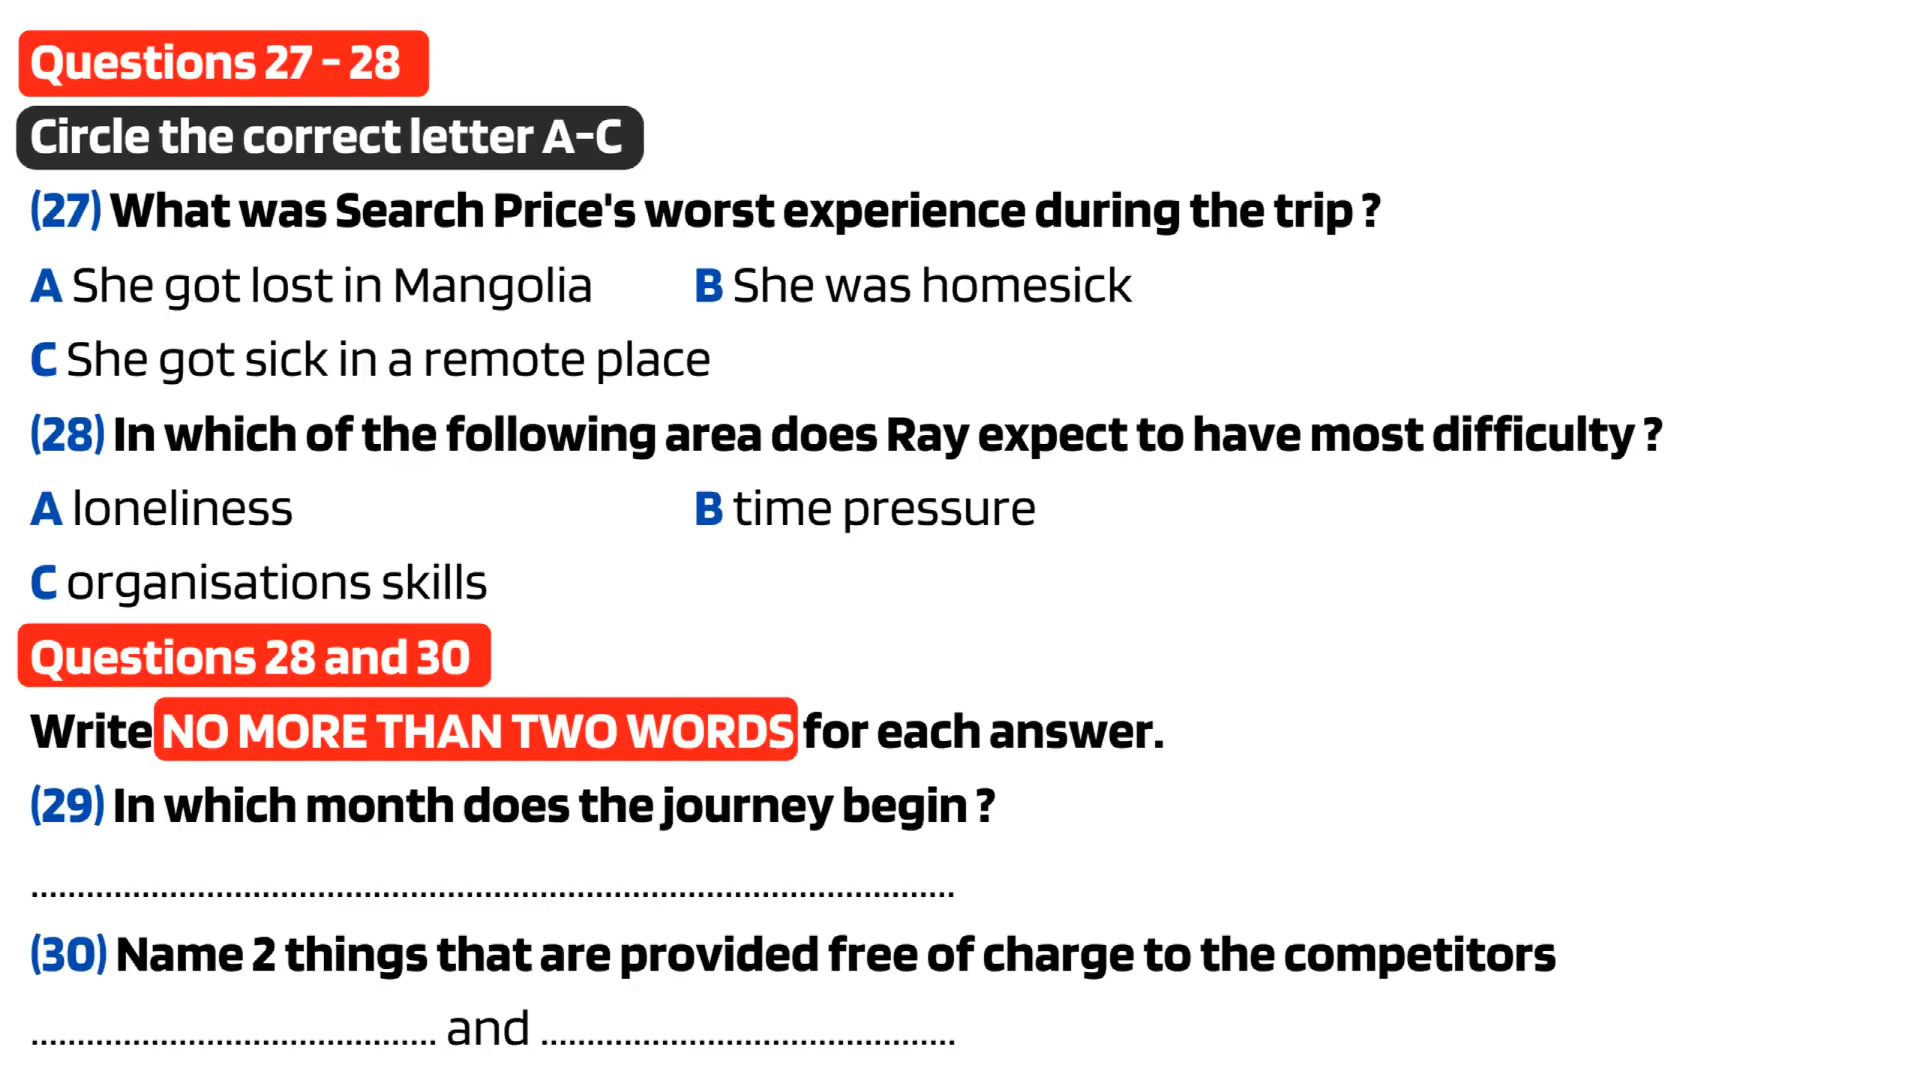 Questions 27 - 28
Circle the correct letter A-C
(27) What was Search Price's worst experience during the trip ?
A She got lost in Mangolia B She was homesick
C She got sick in a remote place
(28) In which of the following area does Ray expect to have most difficulty ?
A loneliness B time pressure
C organisations skills
Questions 28 and 30
Write NO MORE THAN TWO WORDS for each answer.
(29) In which month does the journey begin ?
....................................................................................................
(30) Name 2 things that are provided free of charge to the competitors
............................................ and .............................................